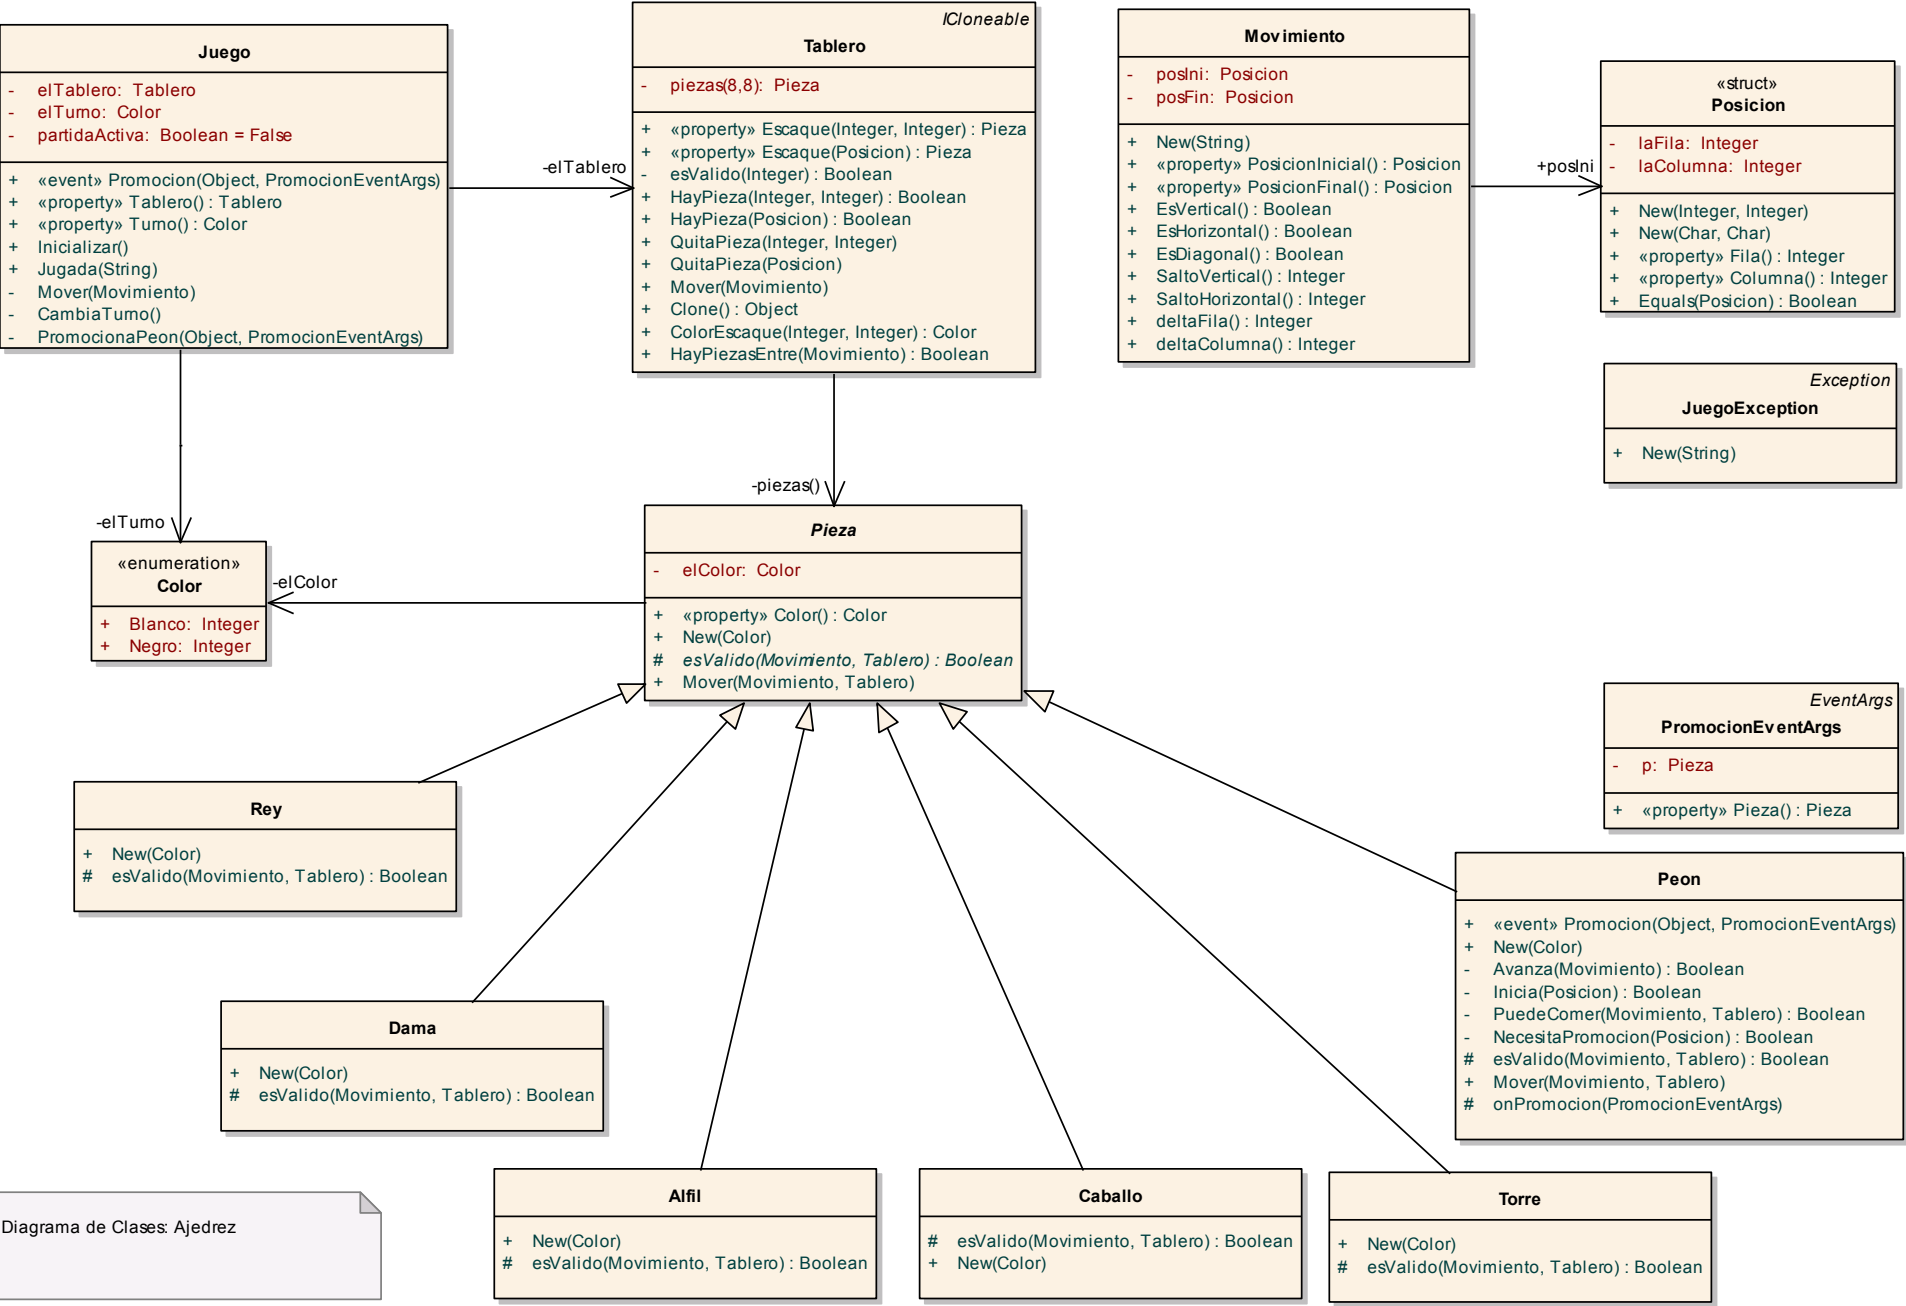 Juego
- elTablero: Tablero
- elTurno: Color
- partidaActiva: Boolean = False
+ «event» Promocion(Object, PromocionEventArgs)
+ «property» Tablero() : Tablero
+ «property» Turno() : Color
+ Inicializar()
+ Jugada(String)
- Mover(Movimiento)
- CambiaTurno()
- PromocionaPeon(Object, PromocionEventArgs)
-elTablero
ICloneable
Tablero
- piezas(8,8): Pieza
+ «property» Escaque(Integer, Integer) : Pieza
+ «property» Escaque(Posicion) : Pieza
- esValido(Integer) : Boolean
+ HayPieza(Integer, Integer) : Boolean
+ HayPieza(Posicion) : Boolean
+ QuitaPieza(Integer, Integer)
+ QuitaPieza(Posicion)
+ Mover(Movimiento)
+ Clone() : Object
+ ColorEscaque(Integer, Integer) : Color
+ HayPiezasEntre(Movimiento) : Boolean
Movimiento
- posIni: Posicion
- posFin: Posicion
+ New(String)
+ «property» PosicionInicial() : Posicion
+ «property» PosicionFinal() : Posicion
+ EsVertical() : Boolean
+ EsHorizontal() : Boolean
+ EsDiagonal() : Boolean
+ SaltoVertical() : Integer
+ SaltoHorizontal() : Integer
+ deltaFila() : Integer
+ deltaColumna() : Integer
+posIni
«struct»
Posicion
- laFila: Integer
- laColumna: Integer
+ New(Integer, Integer)
+ New(Char, Char)
+ «property» Fila() : Integer
+ «property» Columna() : Integer
+ Equals(Posicion) : Boolean
Exception
JuegoException
+ New(String)
-elTurno
«enumeration»
Color
+ Blanco: Integer
+ Negro: Integer
-elColor
-piezas()
Pieza
- elColor: Color
+ «property» Color() : Color
+ New(Color)
# esValido(Movimiento, Tablero) : Boolean
+ Mover(Movimiento, Tablero)
EventArgs
PromocionEventArgs
- p: Pieza
+ «property» Pieza() : Pieza
Rey
+ New(Color)
# esValido(Movimiento, Tablero) : Boolean
Peon
+ «event» Promocion(Object, PromocionEventArgs)
+ New(Color)
- Avanza(Movimiento) : Boolean
- Inicia(Posicion) : Boolean
- PuedeComer(Movimiento, Tablero) : Boolean
- NecesitaPromocion(Posicion) : Boolean
# esValido(Movimiento, Tablero) : Boolean
+ Mover(Movimiento, Tablero)
# onPromocion(PromocionEventArgs)
Dama
+ New(Color)
# esValido(Movimiento, Tablero) : Boolean
Alfil
+ New(Color)
# esValido(Movimiento, Tablero) : Boolean
Caballo
# esValido(Movimiento, Tablero) : Boolean
+ New(Color)
Torre
+ New(Color)
# esValido(Movimiento, Tablero) : Boolean
Diagrama de Clases: Ajedrez